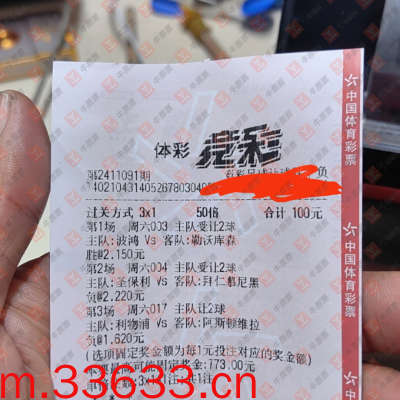 体彩 竞彩
第2411091期
过关方式 3x1 50倍 合计 100元
第1场 周六003 主队受让2球
主队:波鸿 Vs 客队:勒沃库森
胜@2.150元
第2场 周六004 主队受让2球
主队:圣保利 Vs 客队:拜仁慕尼黑
负@2.220元
第3场 周六017 主队让2球
主队:利物浦 Vs 客队:阿斯顿维拉
负@1.620元
(选项固定奖金额为每1元投注对应的奖金额)
中国体育彩票
中国体育彩票
中国体育彩票
m.33633.cn